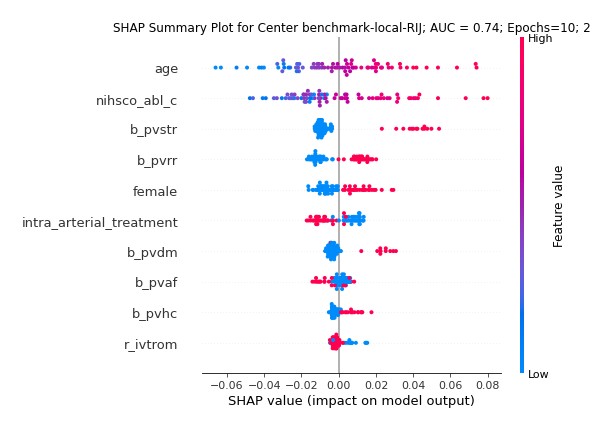 SHAP Summary Plot for Center benchmark-local-RIJ; AUC = 0.74; Epochs=10; 2
High
age
nihsco_abl_c
b_pvstr
b_pvrr
female
intra_arterial_treatment
b_pvdm
b_pvaf
b_pvhc
r_ivtrom
Feature value
Low
−0.06 −0.04 −0.02 0.00 0.02 0.04 0.06 0.08
SHAP value (impact on model output)